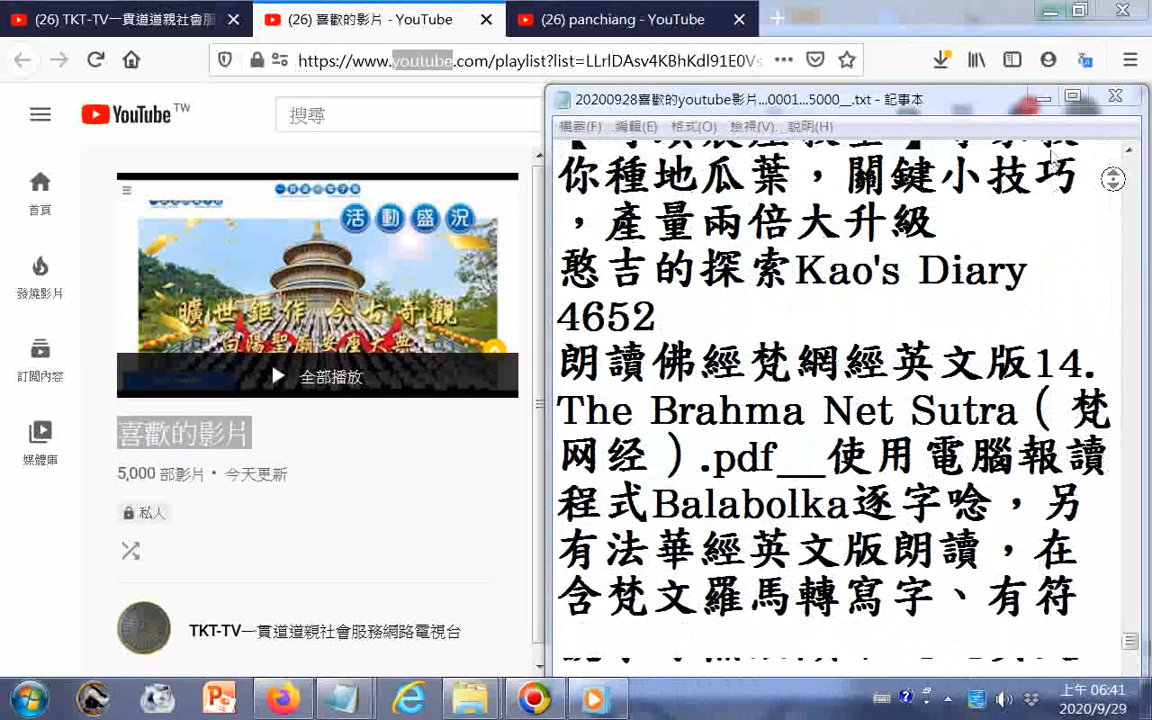 (26) TKT-TV一貫道道親社會服
(26) 喜歡的影片 - YouTube
(26) panchiang - YouTube
https://www.youtube.com/playlist?list=LLrlDAsv4KBhKdl91E0Vs
YouTube TW
搜尋
首頁
發燒影片
訂閱內容
媒體庫
活動盛況
曠世鉅作 今古奇觀
白陽聖廟安座大典
全部播放
喜歡的影片
5,000 部影片・今天更新
私人
TKT-TV一貫道道親社會服務網路電視台
20200928喜歡的youtube影片...0001...5000__.txt - 記事本
檔案(F) 編輯(E) 格式(O) 檢視(V) 說明(H)
你種地瓜葉，關鍵小技巧
，產量兩倍大升級
憨吉的探索Kao's Diary
4652
朗讀佛經梵網經英文版14.
The Brahma Net Sutra（梵
网经）.pdf__使用電腦報讀
程式Balabolka逐字唸，另
有法華經英文版朗讀，在
含梵文羅馬轉寫字、有符
上午 06:41
2020/9/29